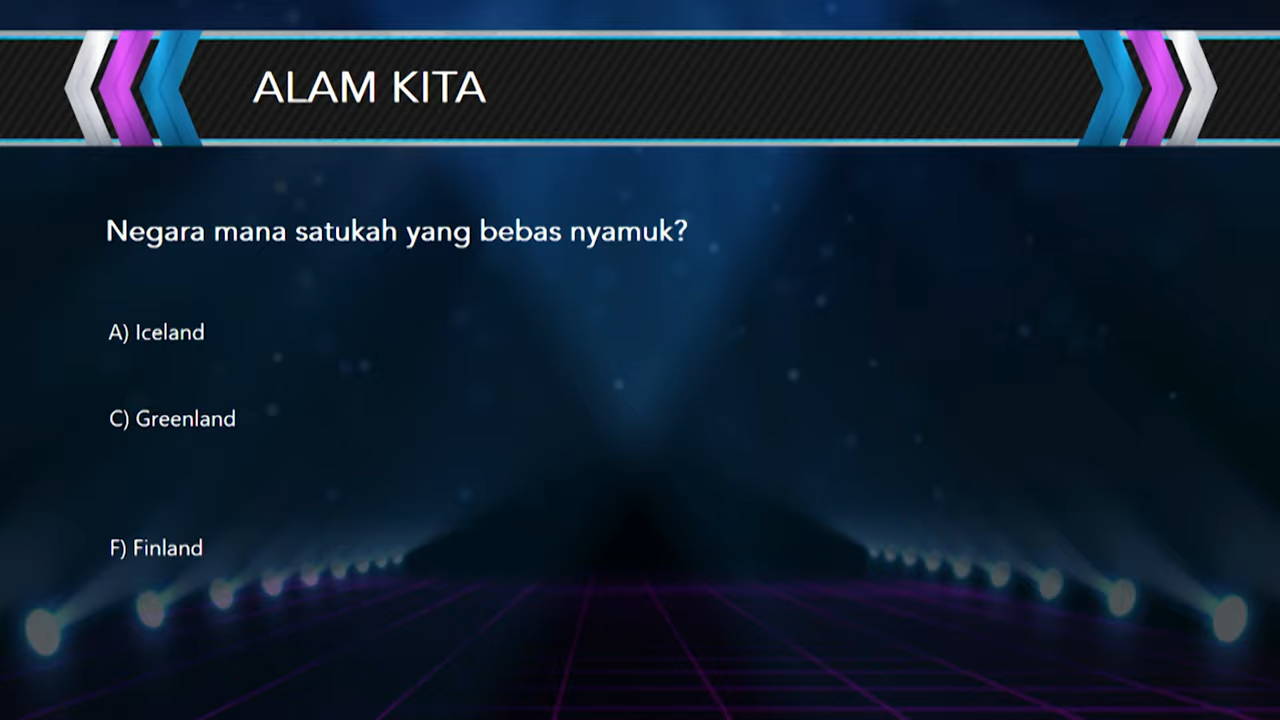 ALAM KITA
Negara mana satukah yang bebas nyamuk?
A) Iceland
C) Greenland
F) Finland